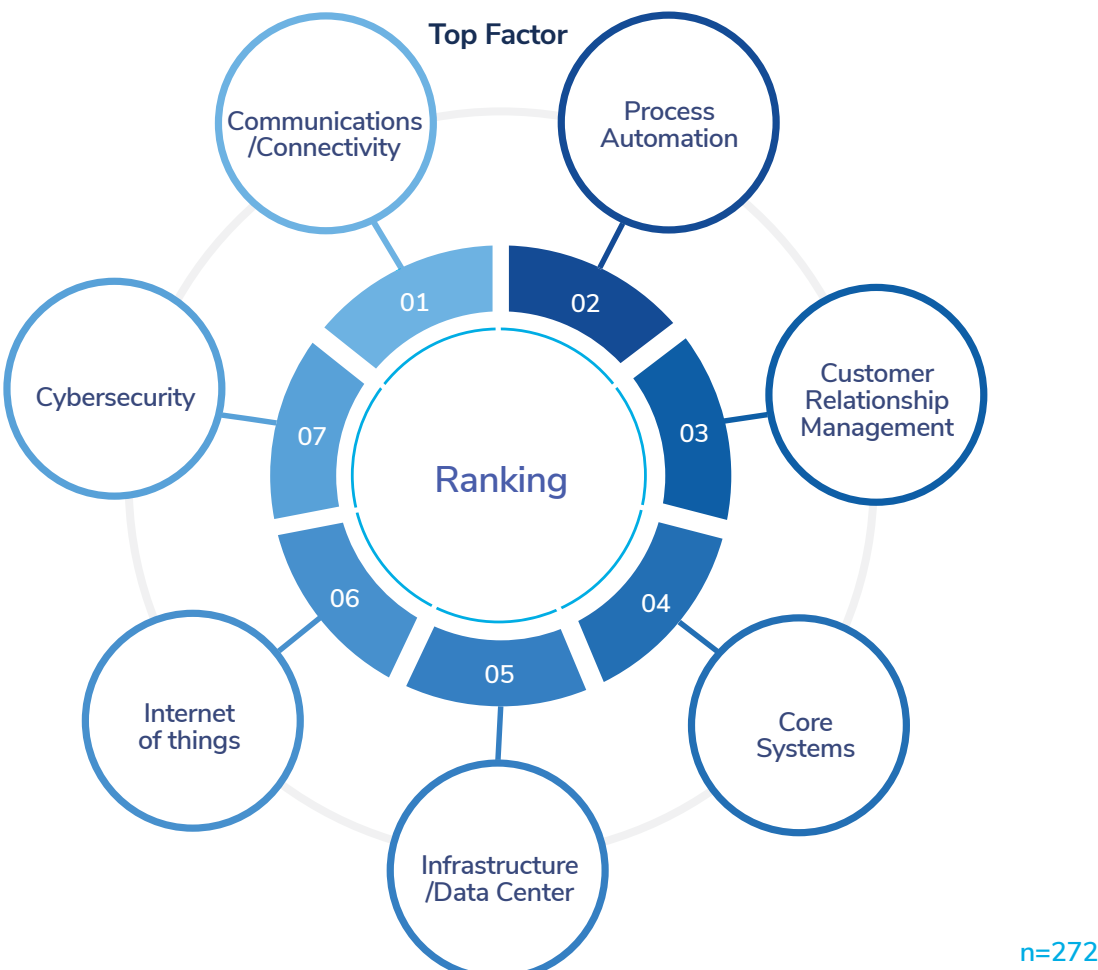 Top Factor
Communications
/Connectivity
Process
Automation
Customer
Relationship
Management
Core
Systems
Infrastructure
/Data Center
Internet
of things
Cybersecurity
01
02
03
04
05
06
07
Ranking
n=272